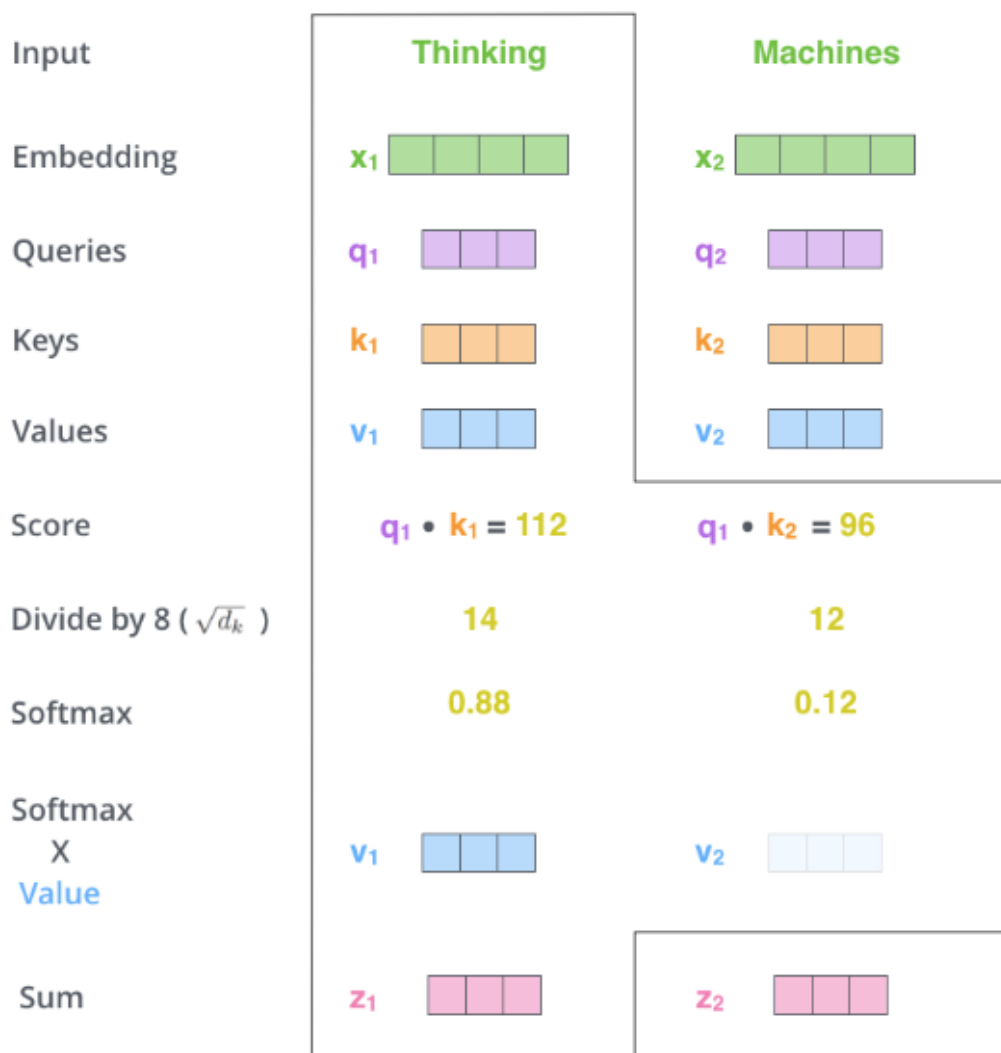 Input Thinking Machines
Embedding x₁ x₂
Queries q₁ q₂
Keys k₁ k₂
Values v₁ v₂
Score q₁ • k₁ = 112 q₁ • k₂ = 96
Divide by 8 ( √dₖ ) 14 12
Softmax 0.88 0.12
Softmax
X v₁ v₂
Value
Sum z₁ z₂